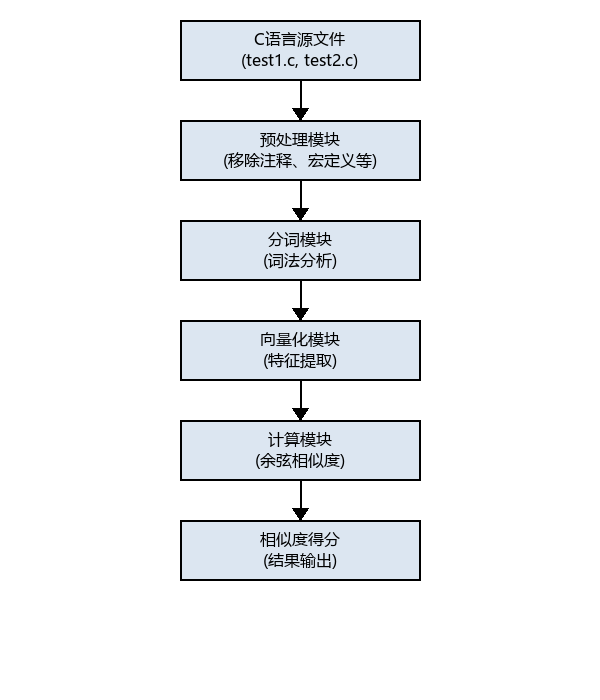 C语言源文件
(test1.c, test2.c)
预处理模块
(移除注释、宏定义等)
分词模块
(词法分析)
向量化模块
(特征提取)
计算模块
(余弦相似度)
相似度得分
(结果输出)